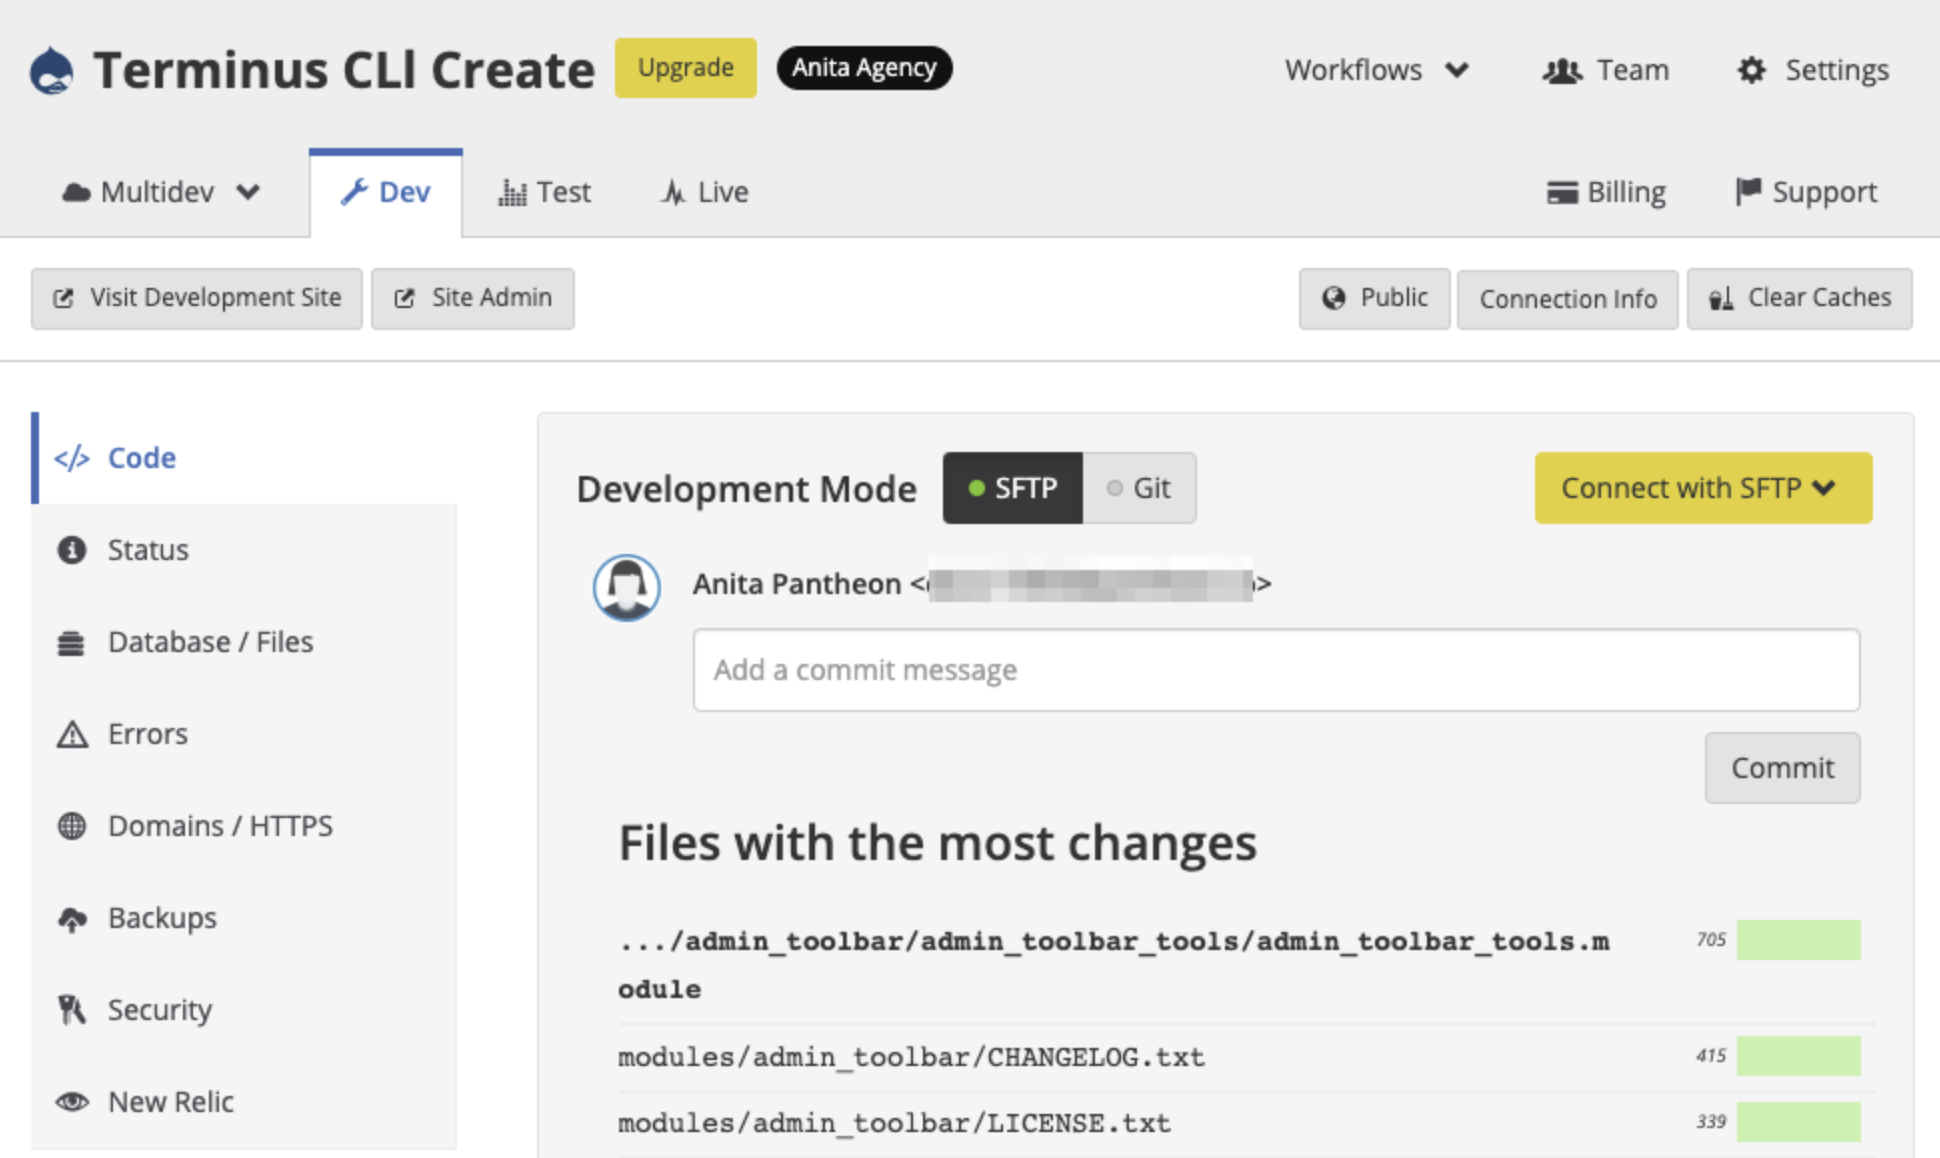 Terminus CLl Create Upgrade Anita Agency Workflows Team Settings
Multidev Dev Test Live Billing Support
Visit Development Site Site Admin Public Connection Info Clear Caches
Code
Status
Database / Files
Errors
Domains / HTTPS
Backups
Security
New Relic
Development Mode SFTP Git Connect with SFTP
Anita Pantheon < >
Add a commit message
Commit
Files with the most changes
.../admin_toolbar/admin_toolbar_tools/admin_toolbar_tools.m 705
odule
modules/admin_toolbar/CHANGELOG.txt 415
modules/admin_toolbar/LICENSE.txt 339